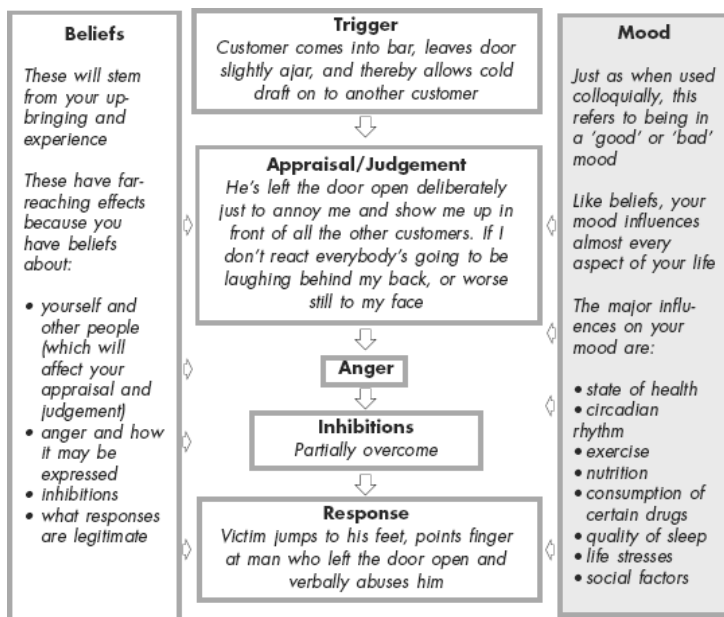 Beliefs
These will stem
from your up-
bringing and
experience
These have far-
reaching effects
because you
have beliefs
about:
• yourself and
other people
(which will
affect your
appraisal and
judgement)
• anger and how
it may be
expressed
• inhibitions
• what responses
are legitimate
Trigger
Customer comes into bar, leaves door
slightly ajar, and thereby allows cold
draft on to another customer
Appraisal/Judgement
He's left the door open deliberately
just to annoy me and show me up in
front of all the other customers. If I
don't react everybody's going to be
laughing behind my back, or worse
still to my face
Anger
Inhibitions
Partially overcome
Response
Victim jumps to his feet, points finger
at man who left the door open and
verbally abuses him
Mood
Just as when used
colloquially, this
refers to being in
a 'good' or 'bad'
mood
Like beliefs, your
mood influences
almost every
aspect of your life
The major influ-
ences on your
mood are:
• state of health
• circadian
rhythm
• exercise
• nutrition
• consumption of
certain drugs
• quality of sleep
• life stresses
• social factors